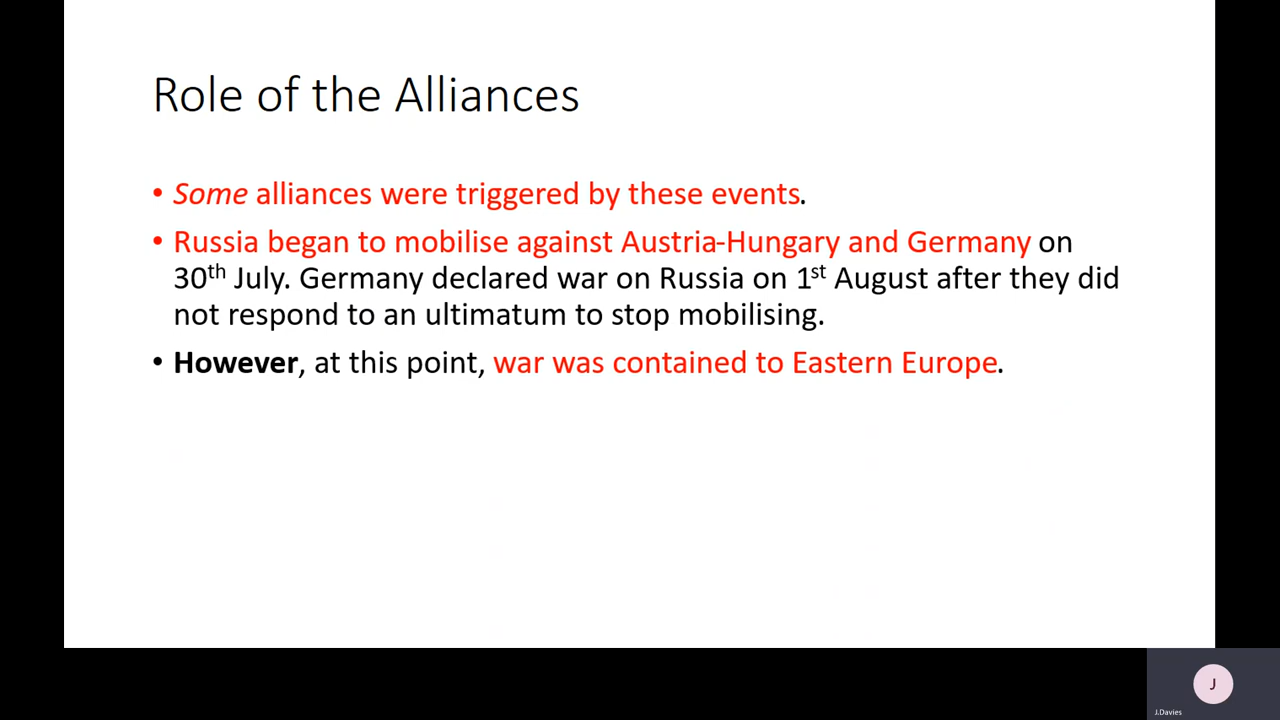 Role of the Alliances
• Some alliances were triggered by these events.
• Russia began to mobilise against Austria-Hungary and Germany on
30th July. Germany declared war on Russia on 1st August after they did
not respond to an ultimatum to stop mobilising.
• However, at this point, war was contained to Eastern Europe.
J
J.Davies